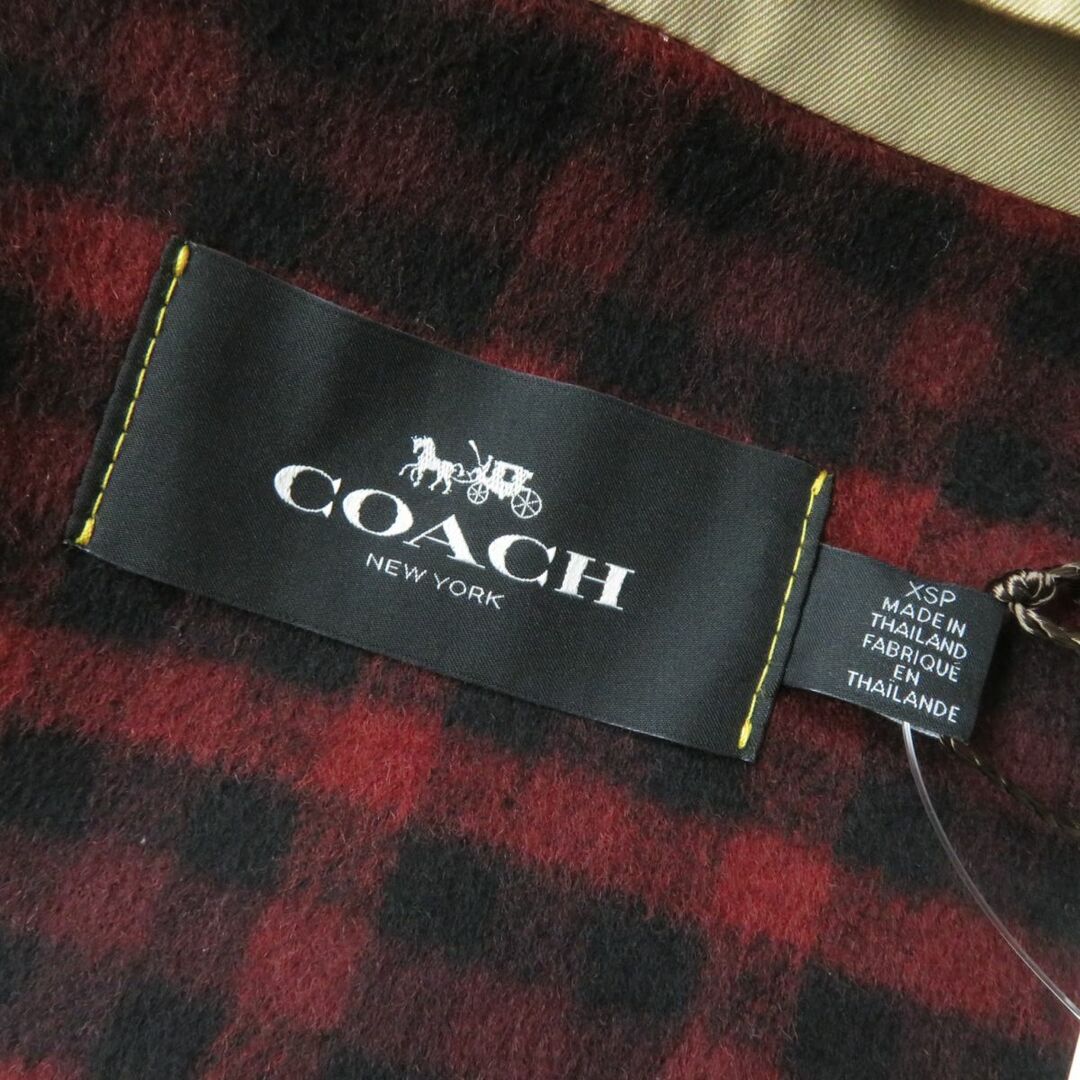 COACH
NEW YORK
XSP
MADE IN
THAILAND
FABRIQUÉ
EN
THAÏLANDE